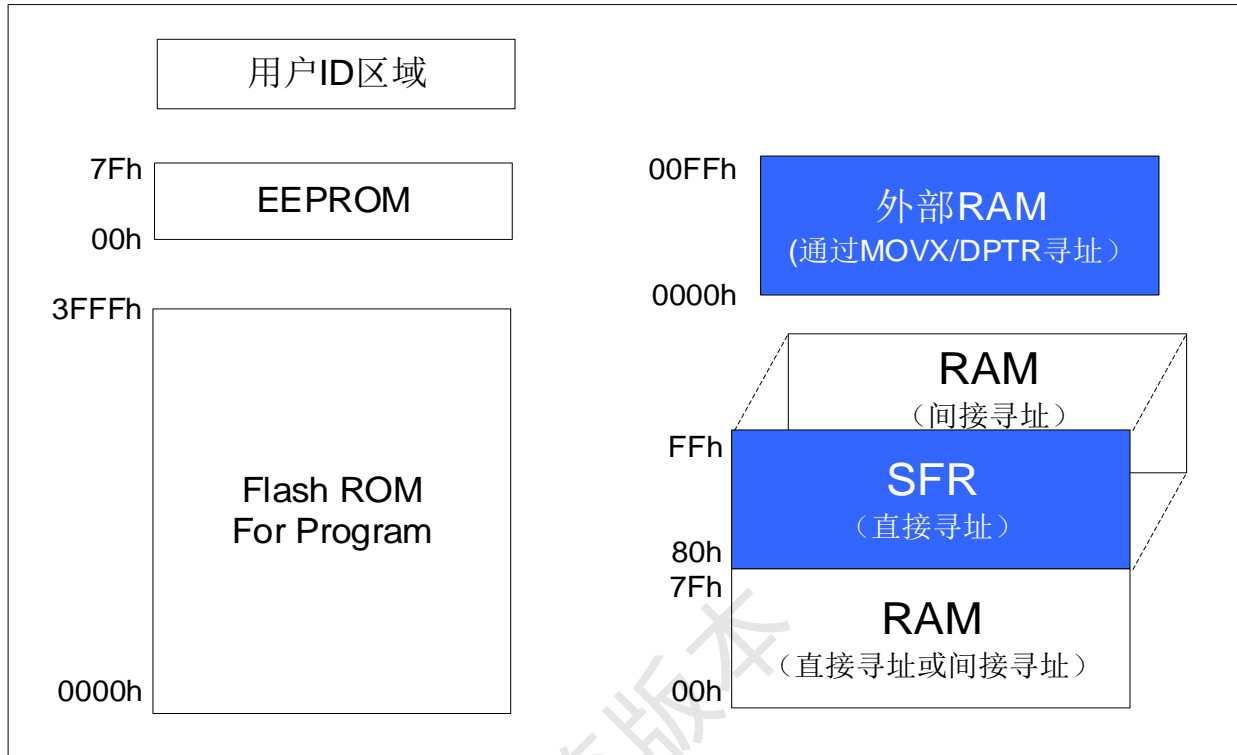 用户ID区域
7Fh
EEPROM
00h
3FFFh
Flash ROM
For Program
0000h
00FFh
外部RAM
(通过MOVX/DPTR寻址）
0000h
RAM
（间接寻址）
FFh
SFR
（直接寻址）
80h
7Fh
RAM
（直接寻址或间接寻址）
00h
版本